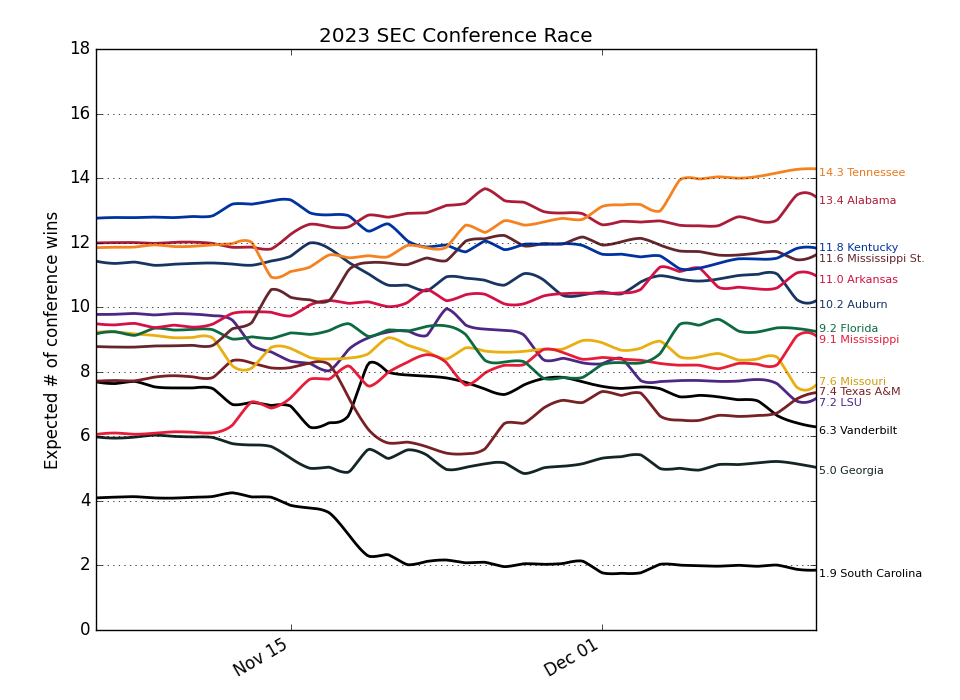 2023 SEC Conference Race
Expected # of conference wins
18
16
14
12
10
8
6
4
2
0
Nov 15
Dec 01
14.3 Tennessee
13.4 Alabama
11.8 Kentucky
11.6 Mississippi St.
11.0 Arkansas
10.2 Auburn
9.2 Florida
9.1 Mississippi
7.6 Missouri
7.4 Texas A&M
7.2 LSU
6.3 Vanderbilt
5.0 Georgia
1.9 South Carolina